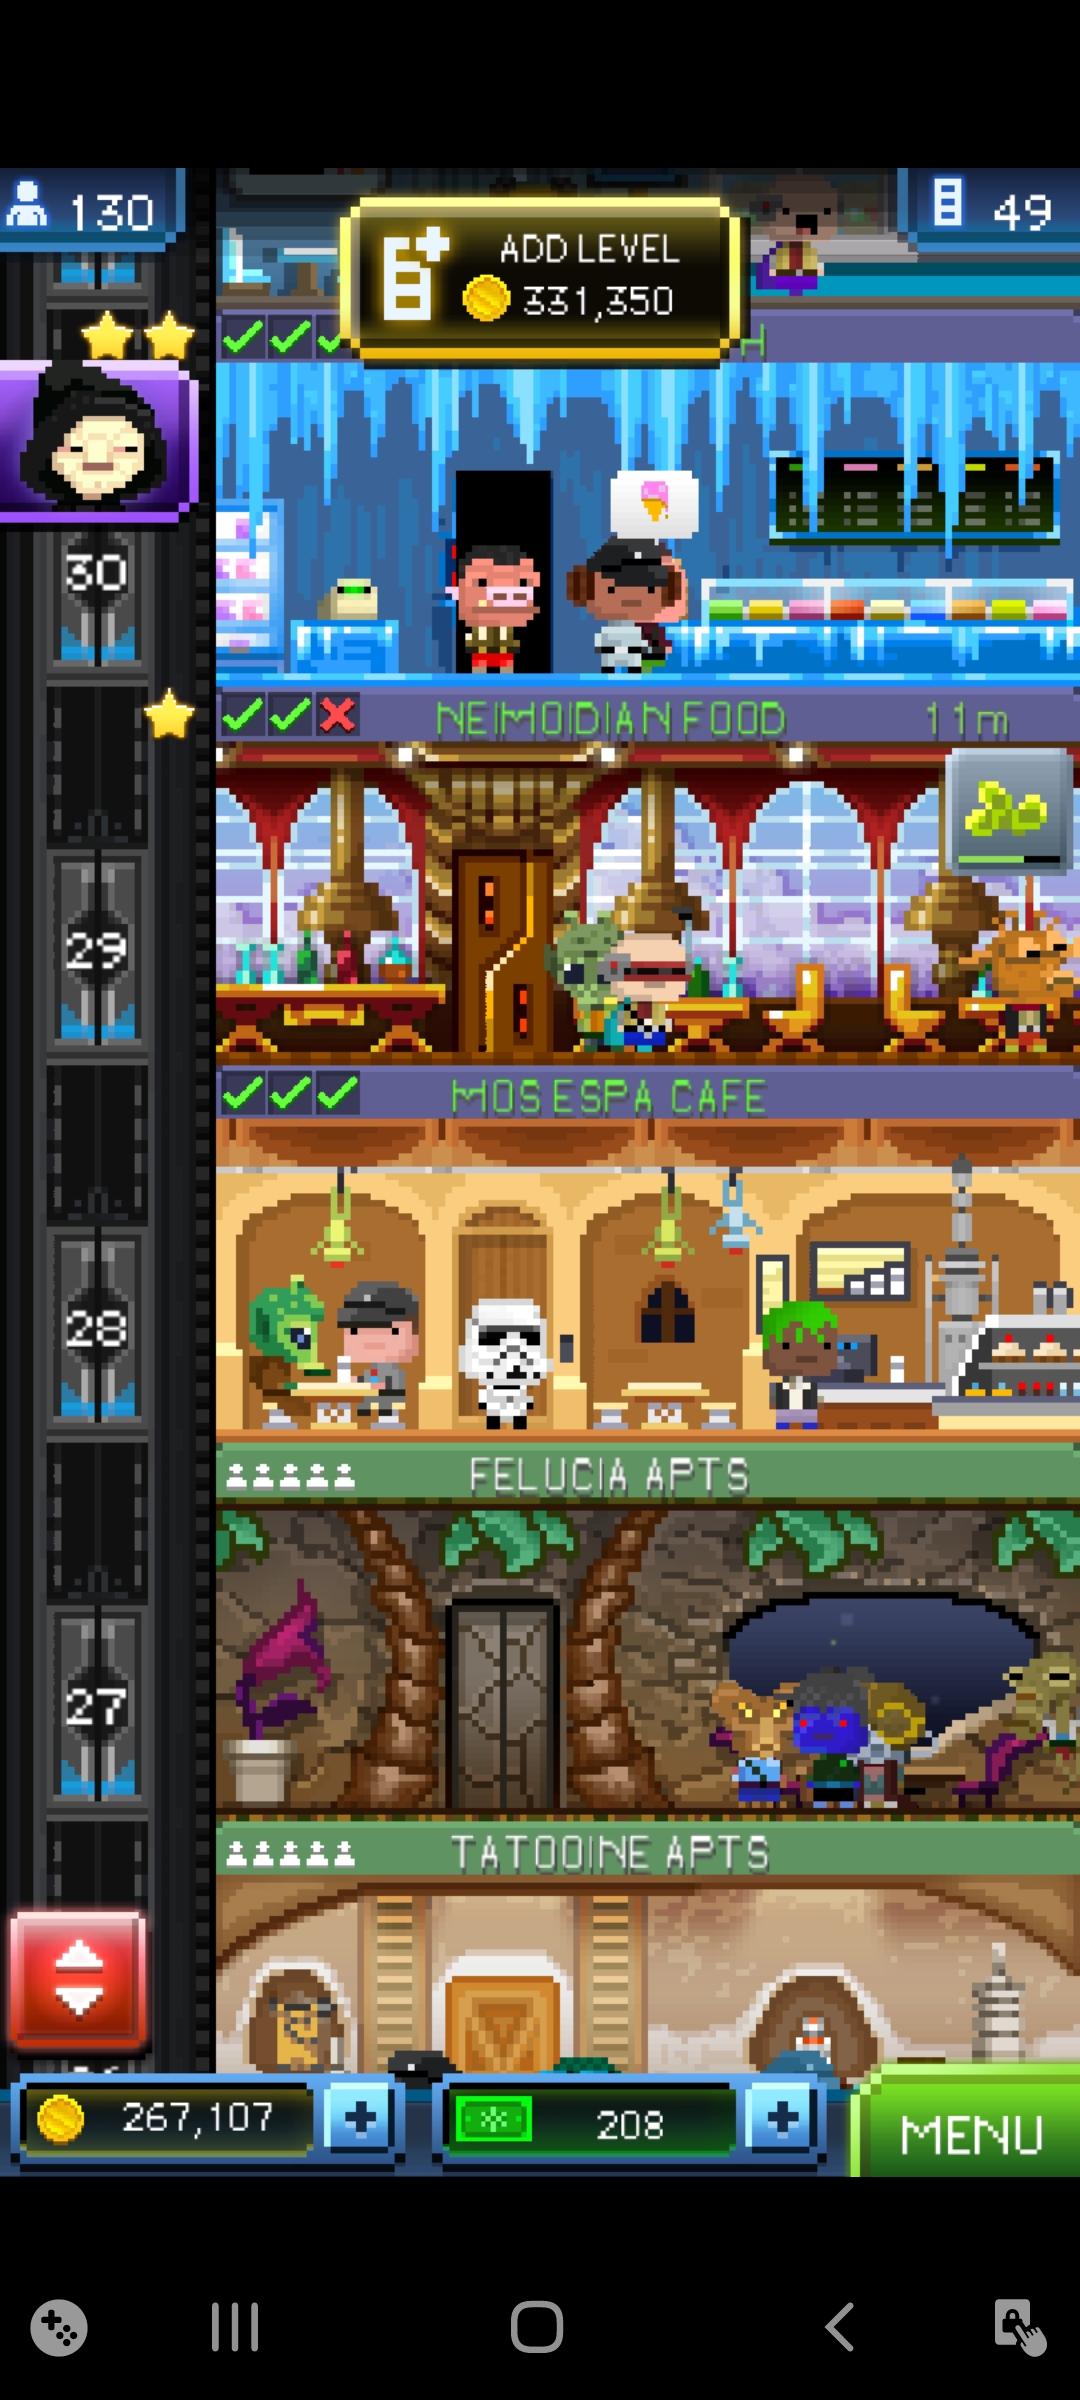 130
ADD LEVEL
331,350
49
H
30
NEIMOIDIAN FOOD 11m
29
MOS ESPA CAFE
28
FELUCIA APTS
27
TATOOINE APTS
267,107
208
MENU